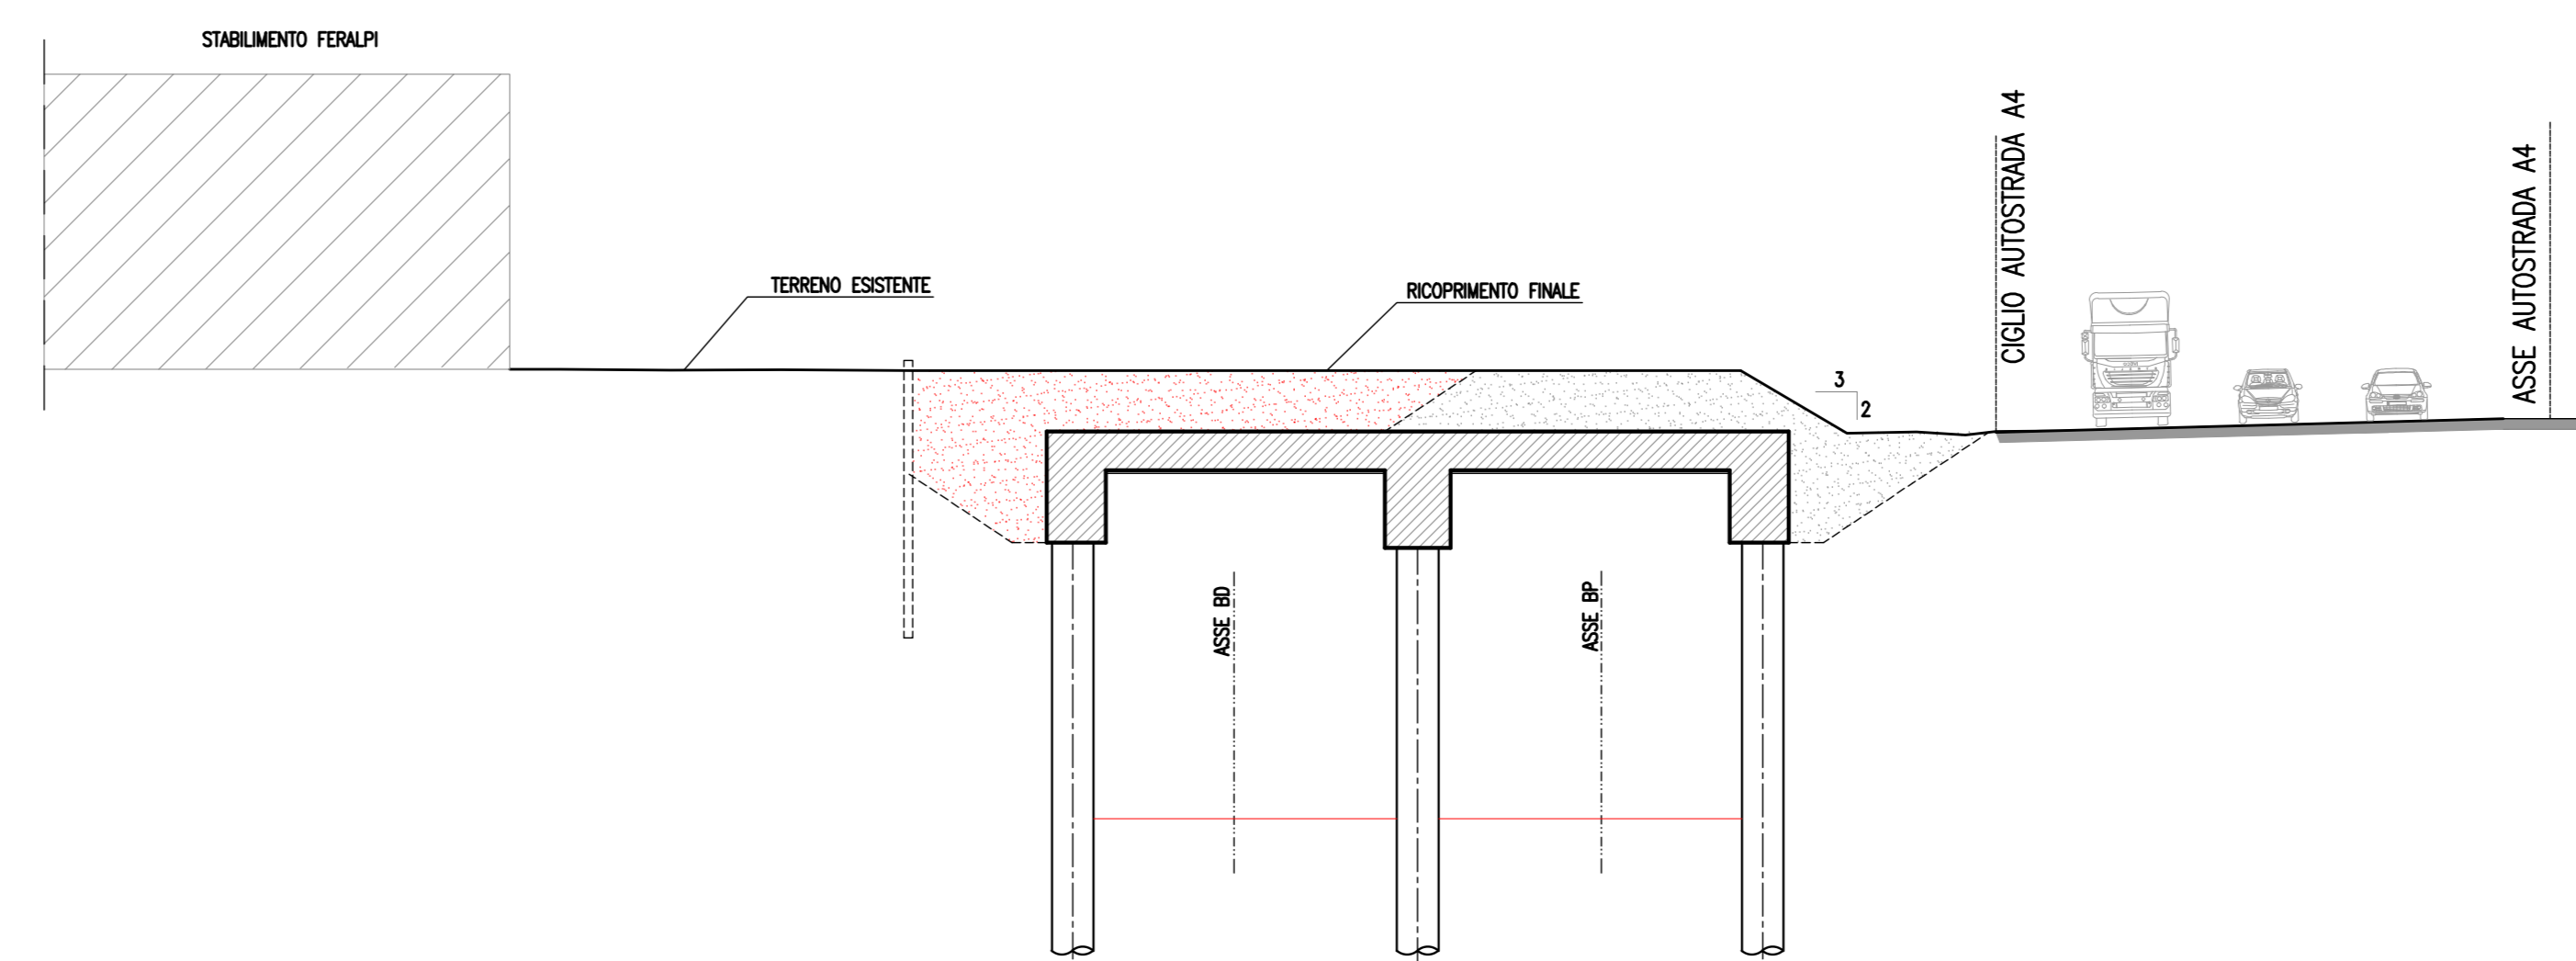 STABILIMENTO FERALPI
TERRENO ESISTENTE
RICOPRIMENTO FINALE
3
2
CIGLIO AUTOSTRADA A4
ASSE AUTOSTRADA A4
ASSE BD
ASSE BP